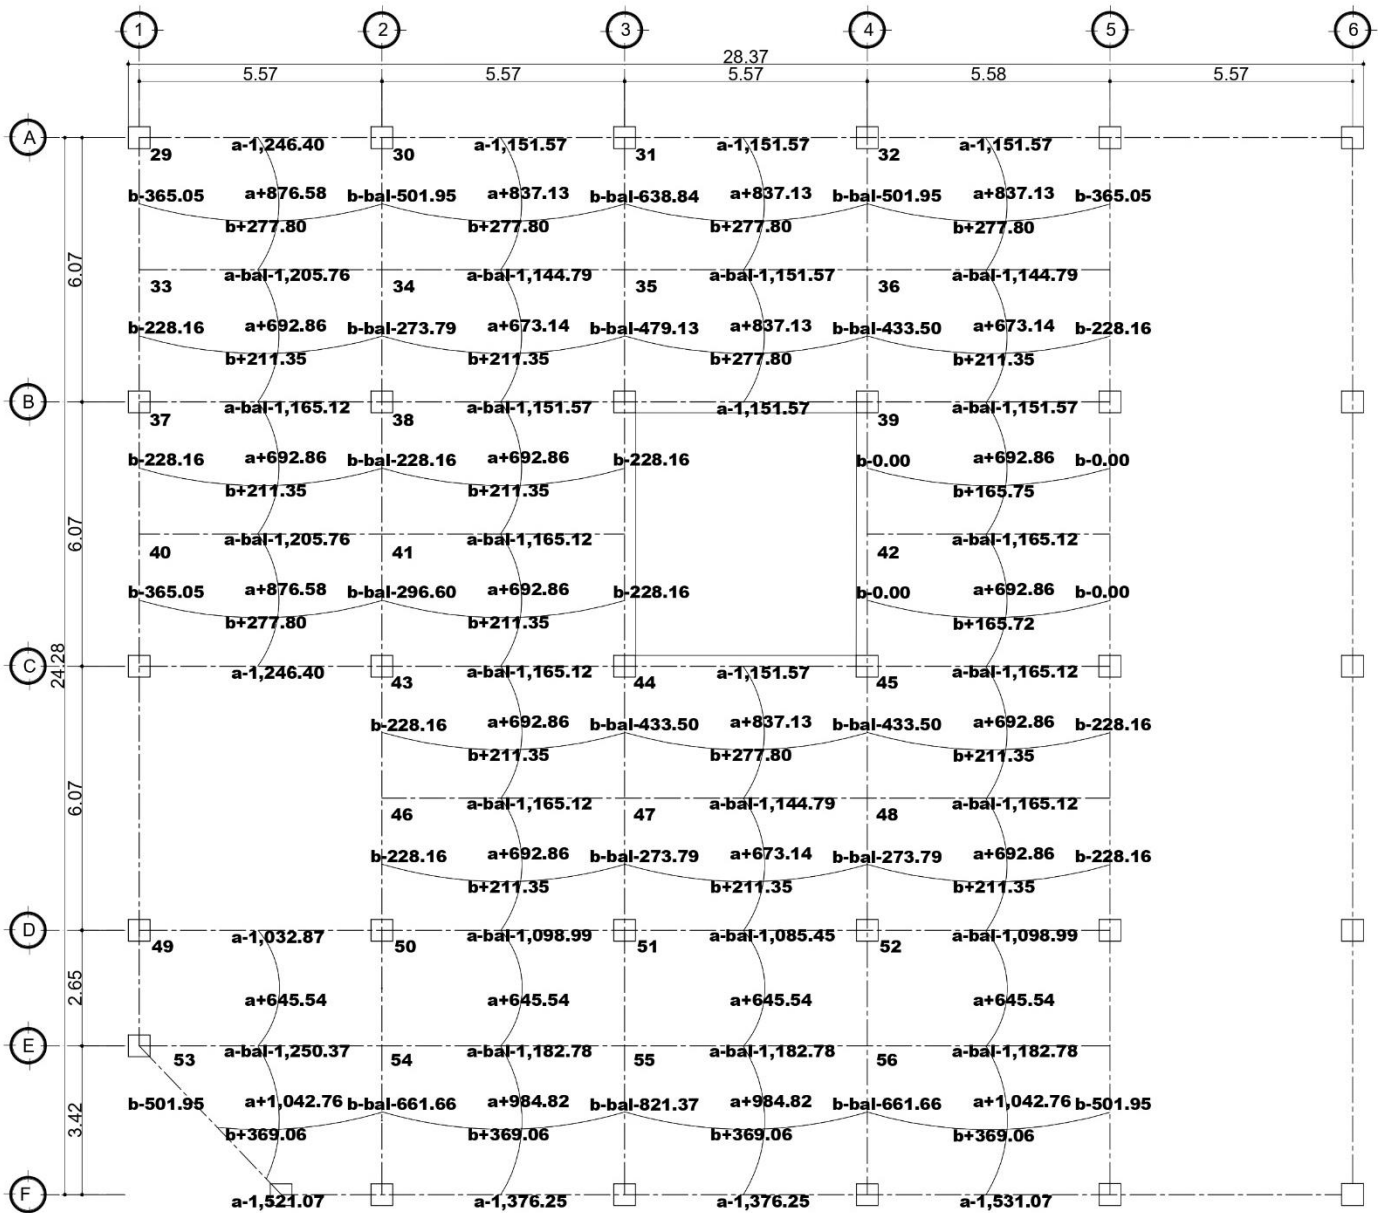 1 2 3 4 5 6
28.37
5.57 5.57 5.57 5.58 5.57
A
a-1,246.40 a-1,151.57 a-1,151.57 a-1,151.57
29 30 31 32
b-365.05 a+876.58 b-bal-501.95 a+837.13 b-bal-638.84 a+837.13 b-bal-501.95 a+837.13 b-365.05
b+277.80 b+277.80 b+277.80 b+277.80
6.07
a-bal-1,205.76 a-bal-1,144.79 a-bal-1,151.57 a-bal-1,144.79
33 34 35 36
b-228.16 a+692.86 b-bal-273.79 a+673.14 b-bal-479.13 a+837.13 b-bal-433.50 a+673.14 b-228.16
b+211.35 b+211.35 b+277.80 b+211.35
B
a-bal-1,165.12 a-bal-1,151.57 a-1,151.57 a-bal-1,151.57
37 38 39
b-228.16 a+692.86 b-bal-228.16 a+692.86 b-228.16 b-0.00 a+692.86 b-0.00
b+211.35 b+211.35 b+165.75
6.07
a-bal-1,205.76 a-bal-1,165.12 a-bal-1,165.12
40 41 42
b-365.05 a+876.58 b-bal-296.60 a+692.86 b-228.16 b-0.00 a+692.86 b-0.00
b+277.80 b+211.35 b+165.72
24.28
C
a-1,246.40 a-bal-1,165.12 a-1,151.57 a-bal-1,165.12
43 44 45
b-228.16 a+692.86 b-bal-433.50 a+837.13 b-bal-433.50 a+692.86 b-228.16
b+211.35 b+277.80 b+211.35
6.07
a-bal-1,165.12 a-bal-1,144.79 a-bal-1,165.12
46 47 48
b-228.16 a+692.86 b-bal-273.79 a+673.14 b-bal-273.79 a+692.86 b-228.16
b+211.35 b+211.35 b+211.35
D
a-1,032.87 a-bal-1,098.99 a-bal-1,085.45 a-bal-1,098.99
49 50 51 52
2.65
a+645.54 a+645.54 a+645.54 a+645.54
E
a-bal-1,250.37 a-bal-1,182.78 a-bal-1,182.78 a-bal-1,182.78
53 54 55 56
b-501.95 a+1,042.76 b-bal-661.66 a+984.82 b-bal-821.37 a+984.82 b-bal-661.66 a+1,042.76 b-501.95
3.42
b+369.06 b+369.06 b+369.06 b+369.06
F
a-1,521.07 a-1,376.25 a-1,376.25 a-1,531.07